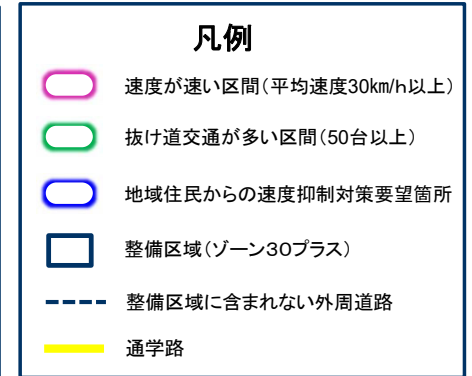 凡例
速度が速い区間(平均速度30km/h以上)
抜け道交通が多い区間(50台以上)
地域住民からの速度抑制対策要望箇所
整備区域(ゾーン30プラス)
整備区域に含まれない外周道路
通学路